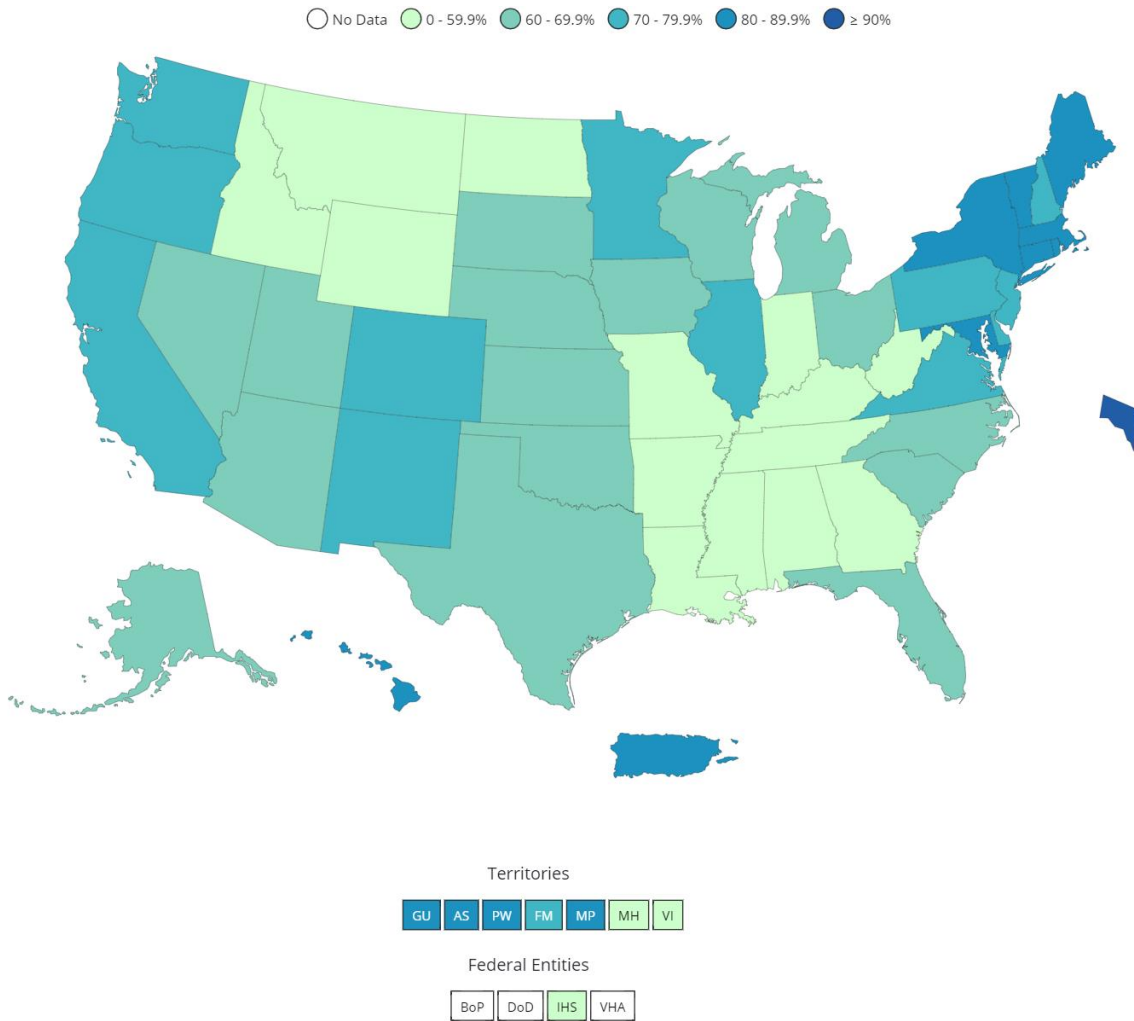 No Data 0 - 59.9% 60 - 69.9% 70 - 79.9% 80 - 89.9% ≥ 90%
Territories
GU AS PW FM MP MH VI
Federal Entities
BoP DoD IHS VHA